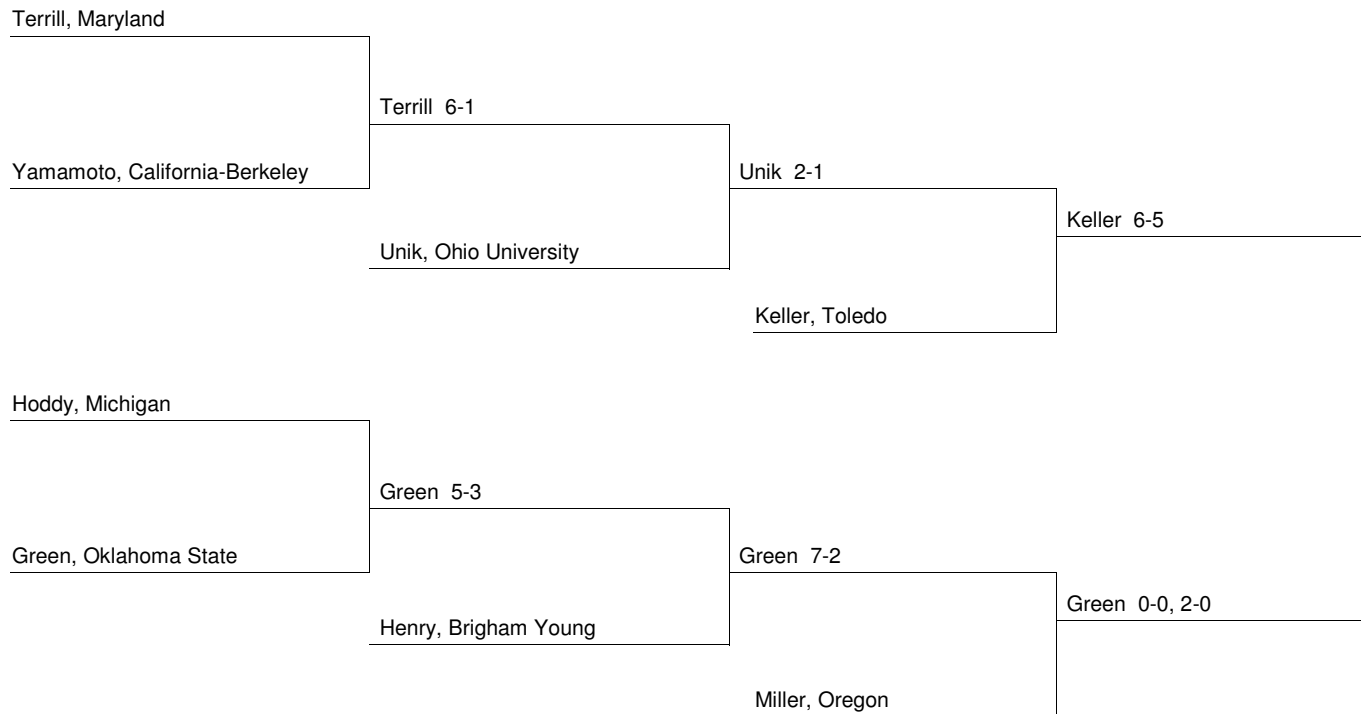 Terrill, Maryland
Terrill  6-1
Yamamoto, California-Berkeley
Unik  2-1
Keller  6-5
Unik, Ohio University
Keller, Toledo
Hoddy, Michigan
Green  5-3
Green, Oklahoma State
Green  7-2
Green  0-0, 2-0
Henry, Brigham Young
Miller, Oregon